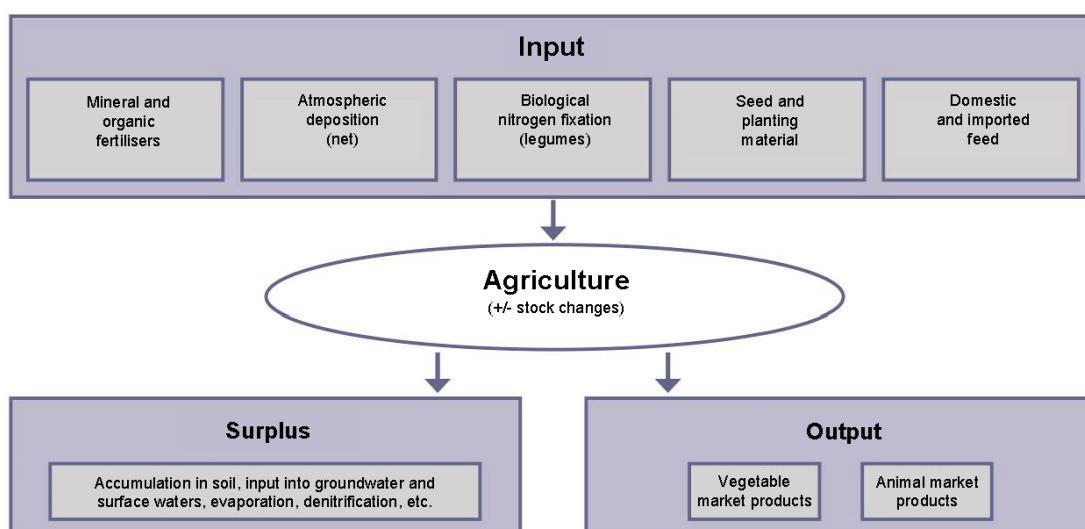 Input
Mineral and
organic
fertilisers
Atmospheric
deposition
(net)
Biological
nitrogen fixation
(legumes)
Seed and
planting
material
Domestic
and imported
feed
Agriculture
(+/- stock changes)
Surplus
Accumulation in soil, input into groundwater and
surface waters, evaporation, denitrification, etc.
Output
Vegetable
market products
Animal market
products